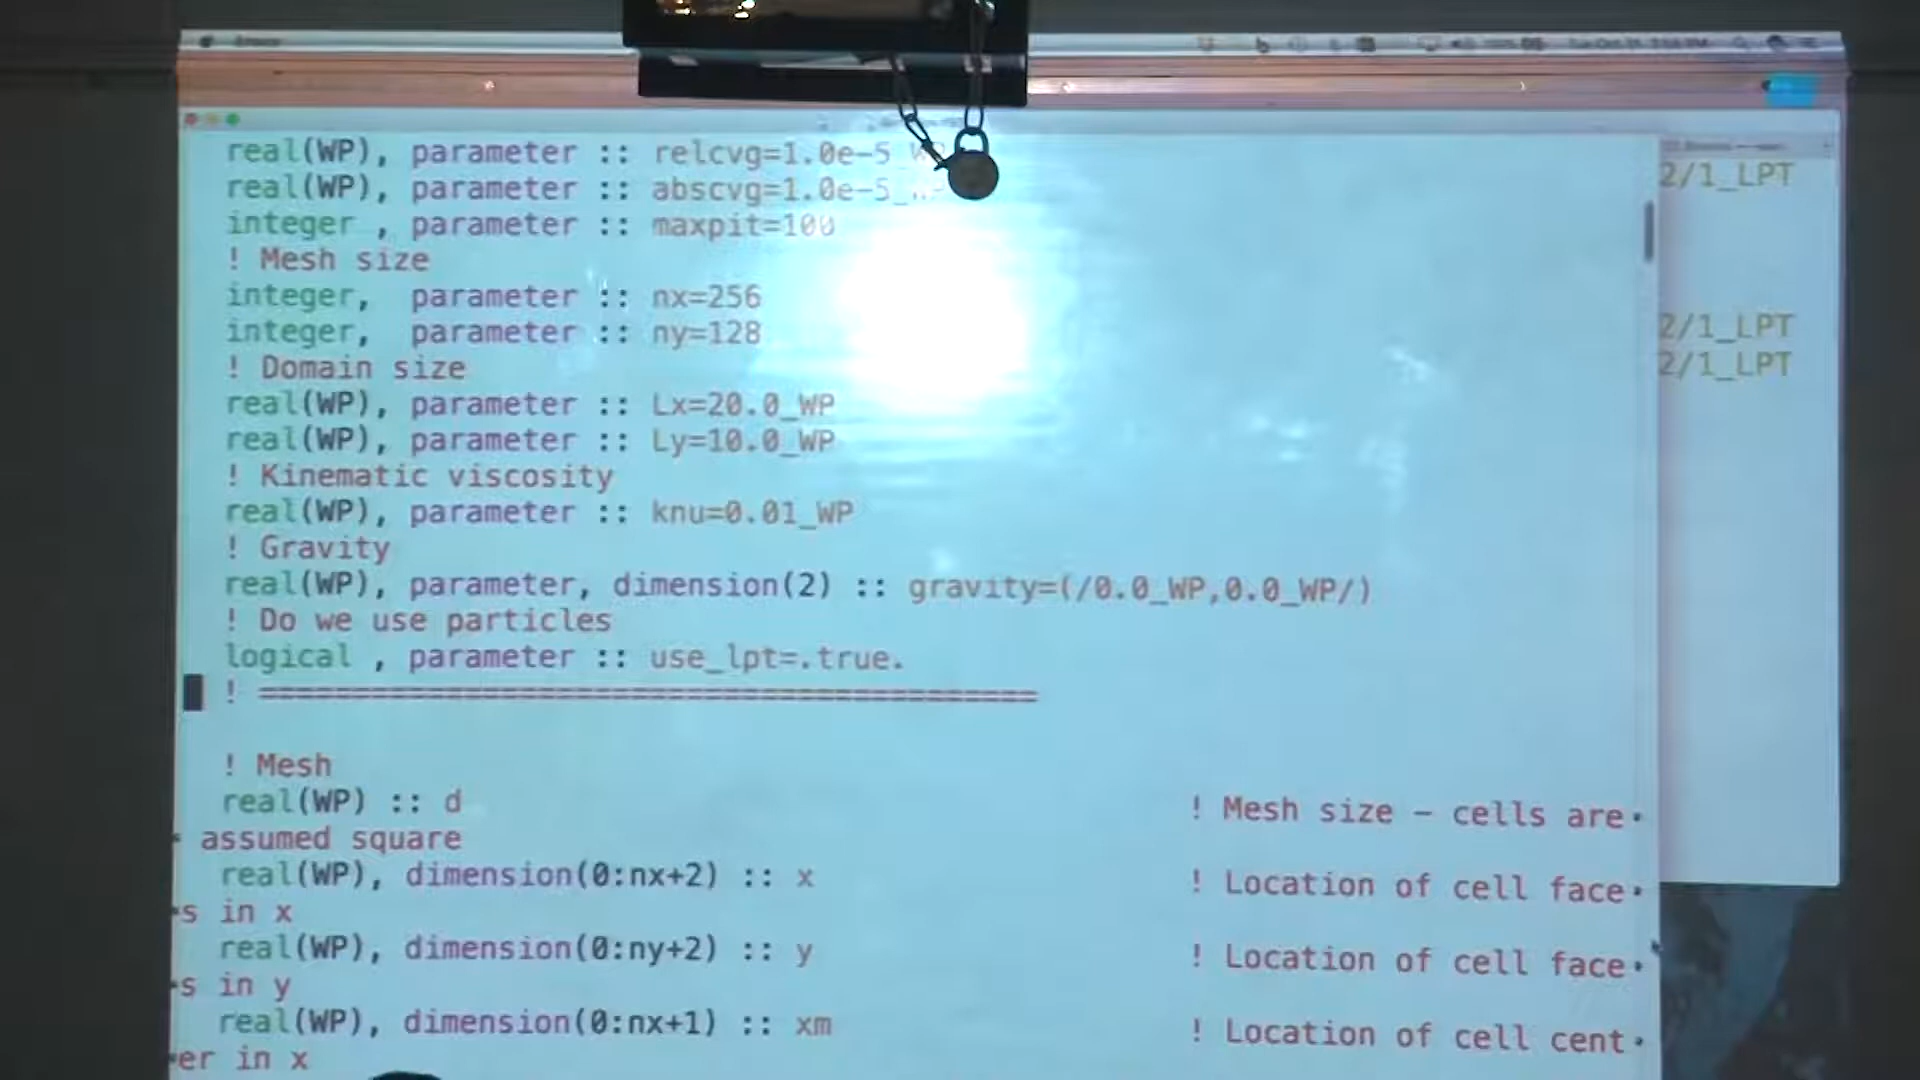 real(WP), parameter :: relcvg=1.0e-5_WP
real(WP), parameter :: abscvg=1.0e-5_WP
integer , parameter :: maxpit=100
! Mesh size
integer,  parameter :: nx=256
integer,  parameter :: ny=128
! Domain size
real(WP), parameter :: Lx=20.0_WP
real(WP), parameter :: Ly=10.0_WP
! Kinematic viscosity
real(WP), parameter :: knu=0.01_WP
! Gravity
real(WP), parameter, dimension(2) :: gravity=(/0.0_WP,0.0_WP/)
! Do we use particles
logical , parameter :: use_lpt=.true.
! ===============================================
! Mesh
real(WP) :: d ! Mesh size – cells are
assumed square
real(WP), dimension(0:nx+2) :: x ! Location of cell face
s in x
real(WP), dimension(0:ny+2) :: y ! Location of cell face
s in y
real(WP), dimension(0:nx+1) :: xm ! Location of cell cent
er in x
2/1_LPT
2/1_LPT
2/1_LPT